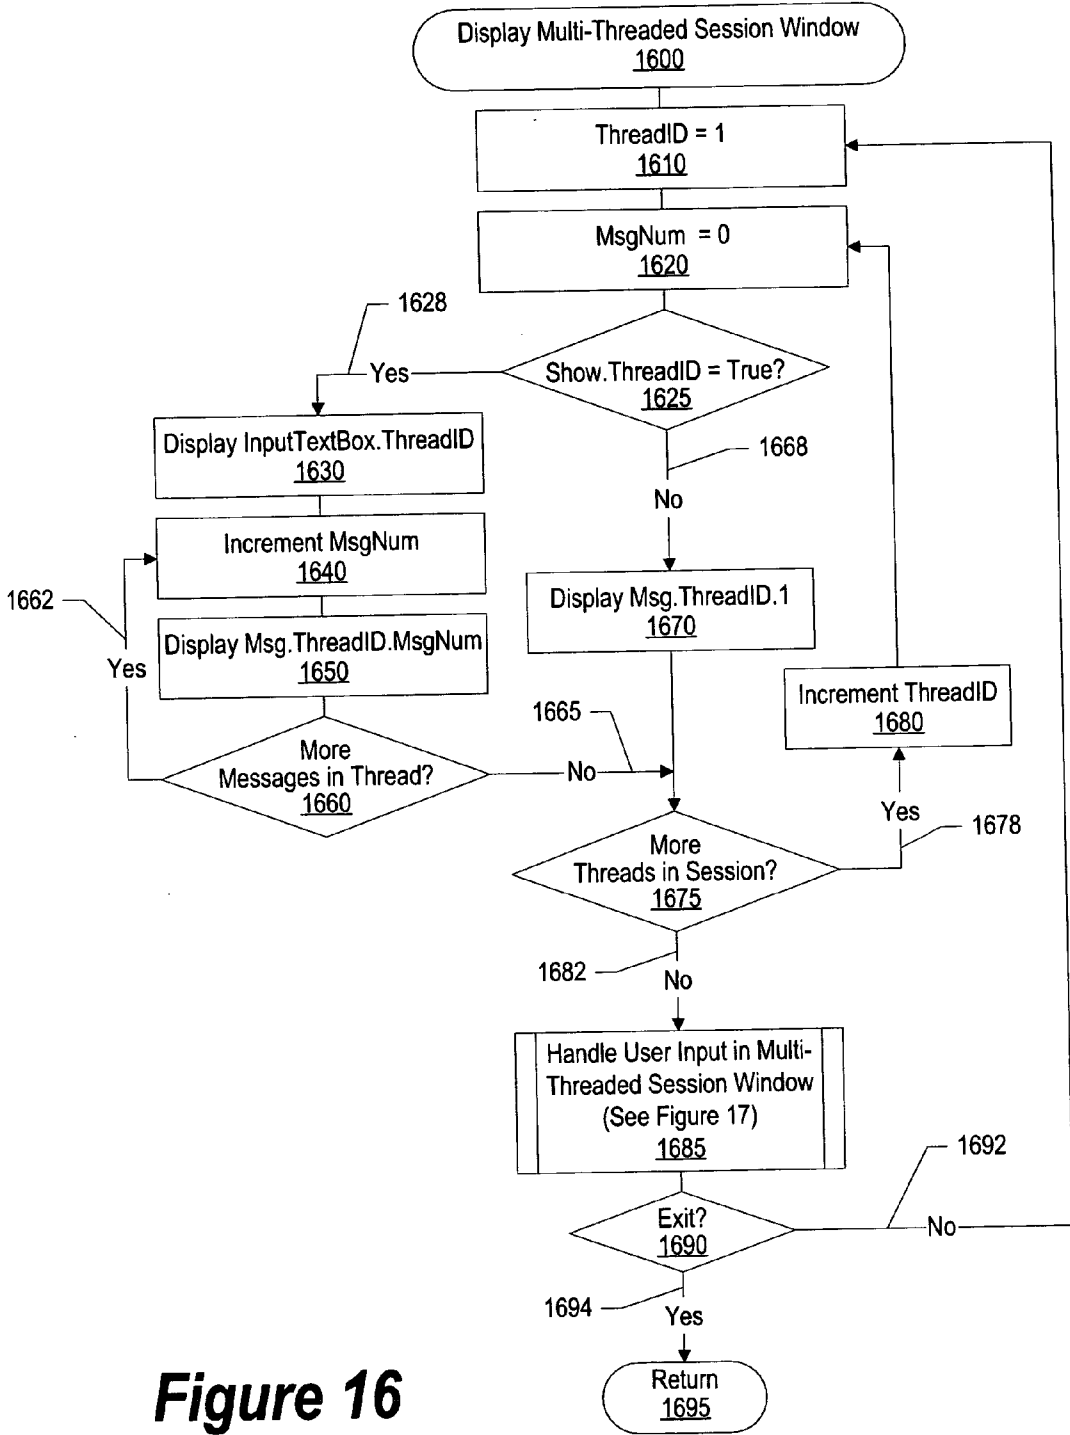 Display Multi-Threaded Session Window
1600
ThreadID = 1
1610
MsgNum = 0
1620
1628
Yes
Show.ThreadID = True?
1625
Display InputTextBox.ThreadID
1630
1668
No
Increment MsgNum
1640
1662
Yes
Display Msg.ThreadID.MsgNum
1650
Display Msg.ThreadID.1
1670
Increment ThreadID
1680
More
Messages in Thread?
1660
1665
No
Yes
1678
More
Threads in Session?
1675
1682
No
Handle User Input in Multi-
Threaded Session Window
(See Figure 17)
1685
1692
Exit?
1690
No
1694
Yes
Return
1695
Figure 16